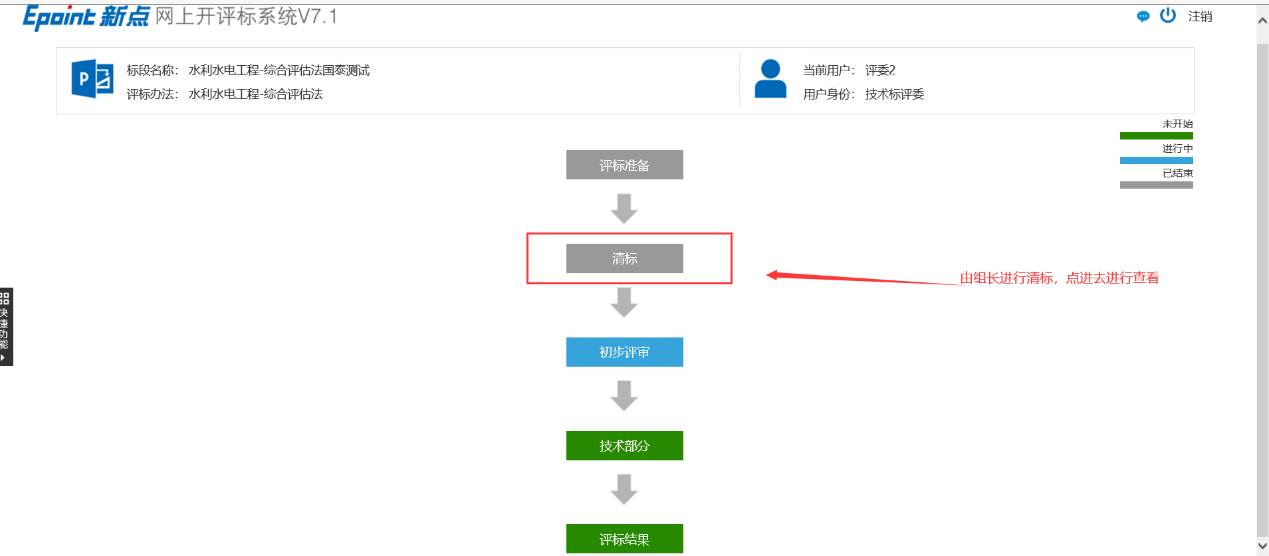 Epoint 新点 网上开评标系统V7.1
注销
标段名称： 水利水电工程-综合评估法国泰测试
评标办法： 水利水电工程-综合评估法
当前用户： 评委2
用户身份： 技术标评委
未开始
进行中
已结束
评标准备
清标
由组长进行清标，点进去进行查看
快速功能
初步评审
技术部分
评标结果